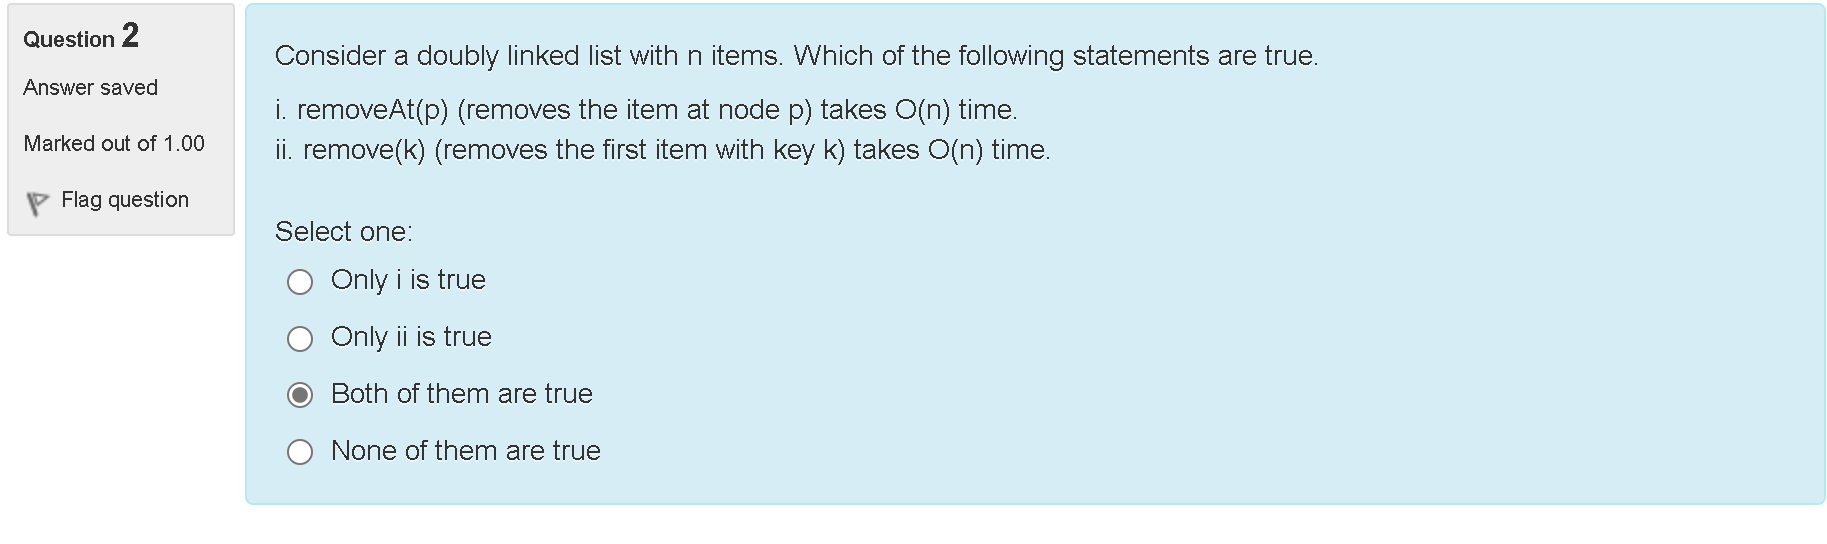 Question 2
Answer saved
Marked out of 1.00
Flag question
Consider a doubly linked list with n items. Which of the following statements are true.
i. removeAt(p) (removes the item at node p) takes O(n) time.
ii. remove(k) (removes the first item with key k) takes O(n) time.
Select one:
Only i is true
Only ii is true
Both of them are true
None of them are true